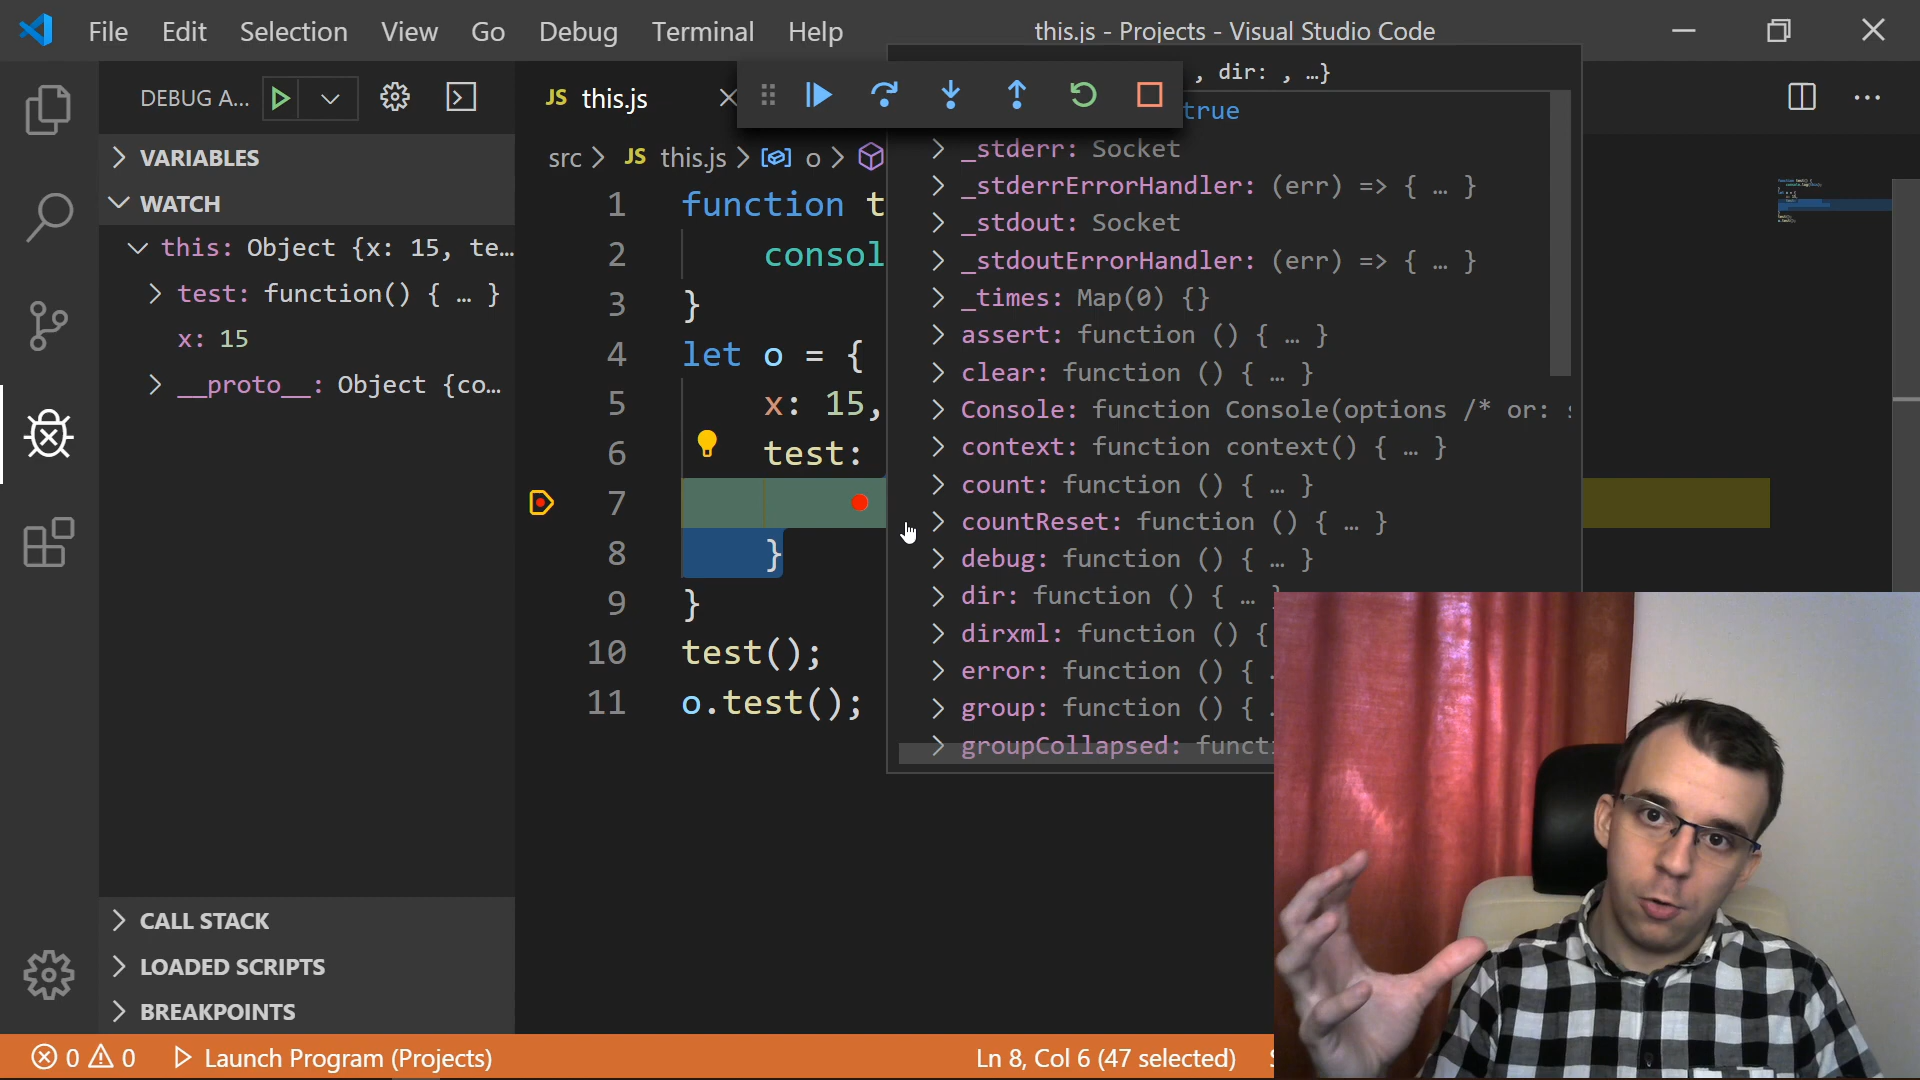 File Edit Selection View Go Debug Terminal Help
this.js - Projects - Visual Studio Code
DEBUG A...
JS this.js
, dir: , …}
true
VARIABLES
WATCH
this: Object {x: 15, te…
test: function() { … }
x: 15
__proto__: Object {co…
CALL STACK
LOADED SCRIPTS
BREAKPOINTS
src > JS this.js > o >
1 function t
2 consol
3 }
4 let o = {
5 x: 15,
6 test:
7
8 }
9 }
10 test();
11 o.test();
_stderr: Socket
_stderrErrorHandler: (err) => { … }
_stdout: Socket
_stdoutErrorHandler: (err) => { … }
_times: Map(0) {}
assert: function () { … }
clear: function () { … }
Console: function Console(options /* or: s
context: function context() { … }
count: function () { … }
countReset: function () { … }
debug: function () { … }
dir: function () { … }
dirxml: function () {
error: function () { .
group: function () { .
groupCollapsed: functi
0 0 Launch Program (Projects)
Ln 8, Col 6 (47 selected)